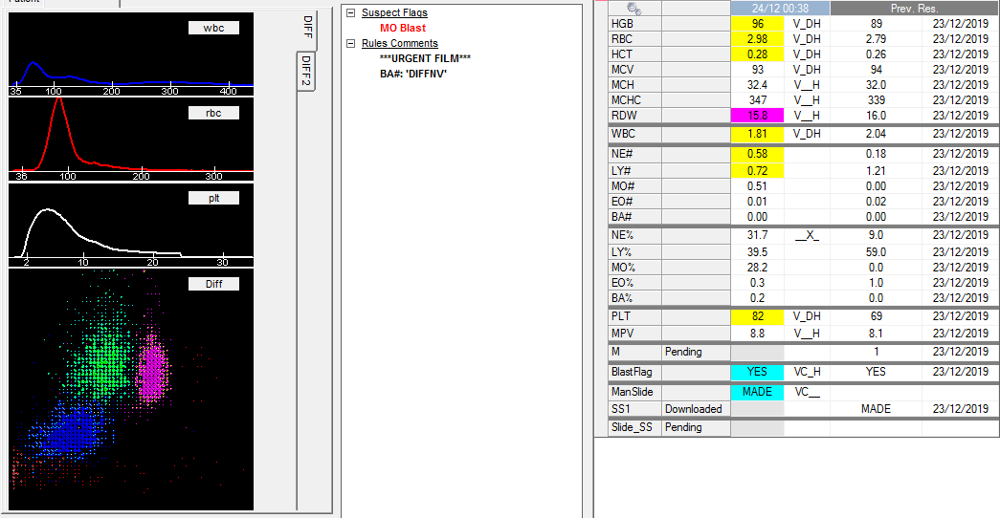 Patient
DIFF
DIFF2
wbc
35 100 200 300 400
rbc
36 100 200 300
plt
2 10 20 30
Diff
Suspect Flags
MO Blast
Rules Comments
***URGENT FILM***
BA#: 'DIFFNV'
24/12 00:38 Prev. Res.
HGB 96 V_DH 89 23/12/2019
RBC 2.98 V_DH 2.79 23/12/2019
HCT 0.28 V_DH 0.26 23/12/2019
MCV 93 V_DH 94 23/12/2019
MCH 32.4 V__H 32.0 23/12/2019
MCHC 347 V__H 339 23/12/2019
RDW 15.8 V__H 16.0 23/12/2019
WBC 1.81 V_DH 2.04 23/12/2019
NE# 0.58 0.18 23/12/2019
LY# 0.72 1.21 23/12/2019
MO# 0.51 0.00 23/12/2019
EO# 0.01 0.02 23/12/2019
BA# 0.00 0.00 23/12/2019
NE% 31.7 __X_ 9.0 23/12/2019
LY% 39.5 59.0 23/12/2019
MO% 28.2 0.0 23/12/2019
EO% 0.3 1.0 23/12/2019
BA% 0.2 0.0 23/12/2019
PLT 82 V_DH 69 23/12/2019
MPV 8.8 V__H 8.1 23/12/2019
M Pending 1 23/12/2019
BlastFlag YES VC_H YES 23/12/2019
ManSlide MADE VC__
SS1 Downloaded MADE 23/12/2019
Slide_SS Pending